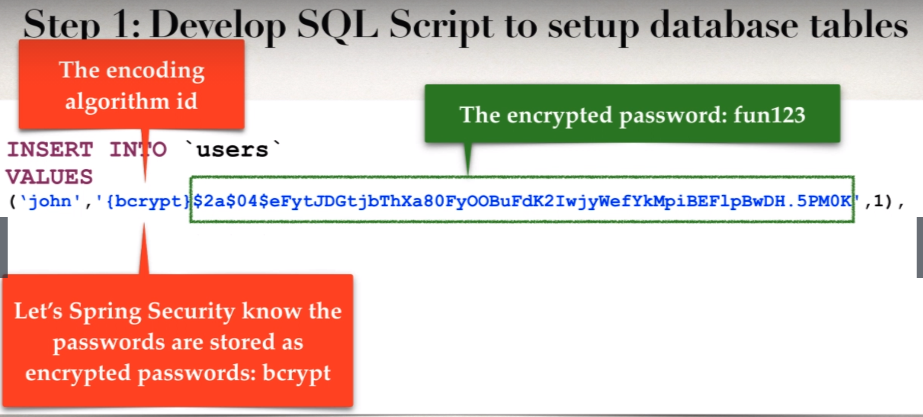 Step 1: Develop SQL Script to setup database tables
The encoding
algorithm id
The encrypted password: fun123
INSERT INTO `users`
VALUES
('john','{bcrypt}$2a$04$eFytJDGtjbThXa80FyOOBuFdK2IwjyWefYkMpiBEFlpBwDH.5PM0K',1),
Let's Spring Security know the
passwords are stored as
encrypted passwords: bcrypt